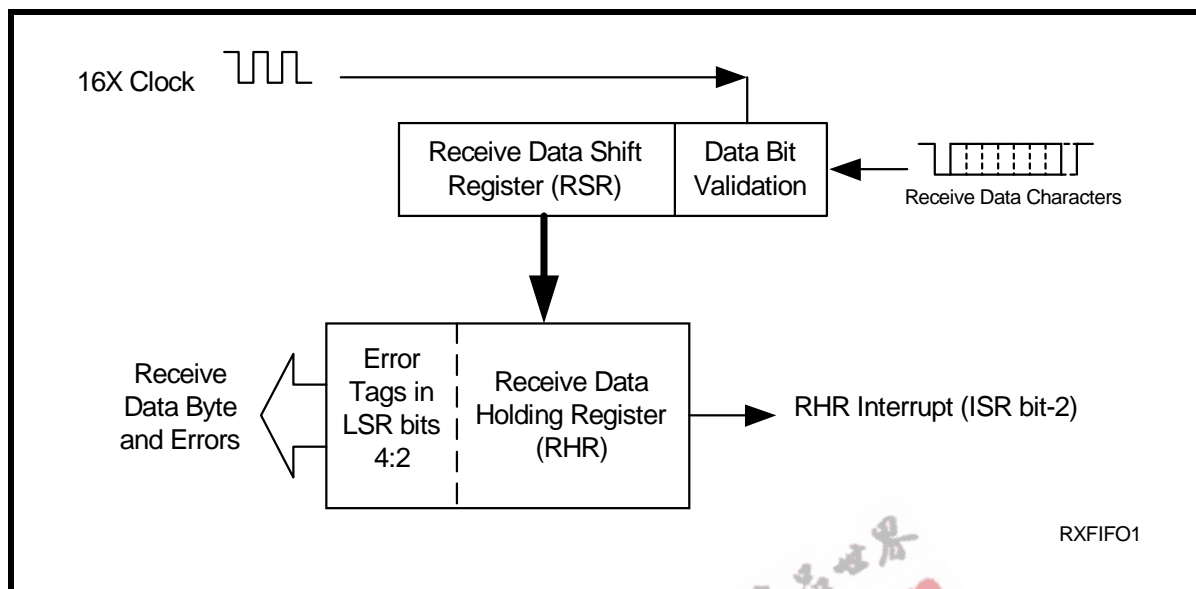 16X Clock
Receive Data Shift
Register (RSR)
Data Bit
Validation
Receive Data Characters
Receive
Data Byte
and Errors
Error
Tags in
LSR bits
4:2
Receive Data
Holding Register
(RHR)
RHR Interrupt (ISR bit-2)
RXFIFO1